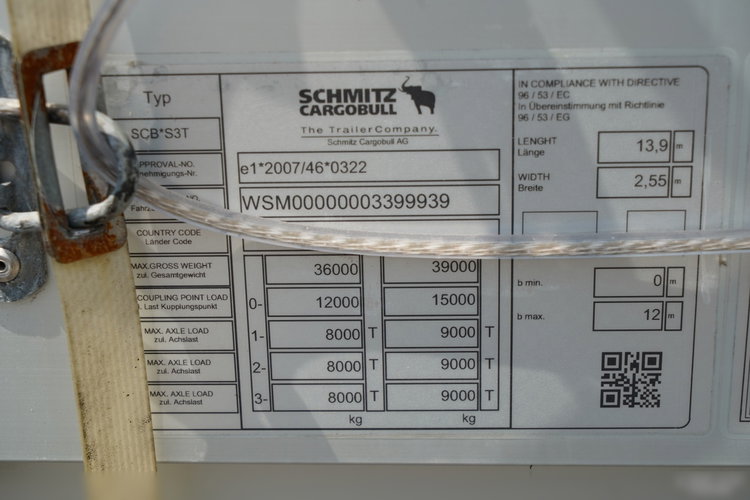 Typ
SCB*S3T
SCHMITZ
CARGOBULL
The TrailerCompany.
Schmitz Cargobull AG
e1*2007/46*0322
WSM00000003399939
COUNTRY CODE
Länder Code
MAX.GROSS WEIGHT
zul. Gesamtgewicht
36000 39000
COUPLING POINT LOAD
Last Kupplungspunkt
0- 12000 15000
MAX. AXLE LOAD
zul. Achslast
1- 8000 T 9000 T
MAX. AXLE LOAD
zul. Achslast
2- 8000 T 9000 T
MAX. AXLE LOAD
zul. Achslast
3- 8000 T 9000 T
kg kg
IN COMPLIANCE WITH DIRECTIVE
96 / 53 / EC
In Übereinstimmung mit Richtlinie
96 / 53 / EG
LENGHT
Länge
13,9 m
WIDTH
Breite
2,55 m
b min. 0 m
b max. 12 m